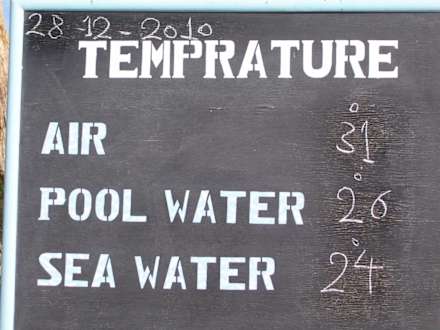 28-12-2010
TEMPRATURE
AIR 31°
POOL WATER 26°
SEA WATER 24°